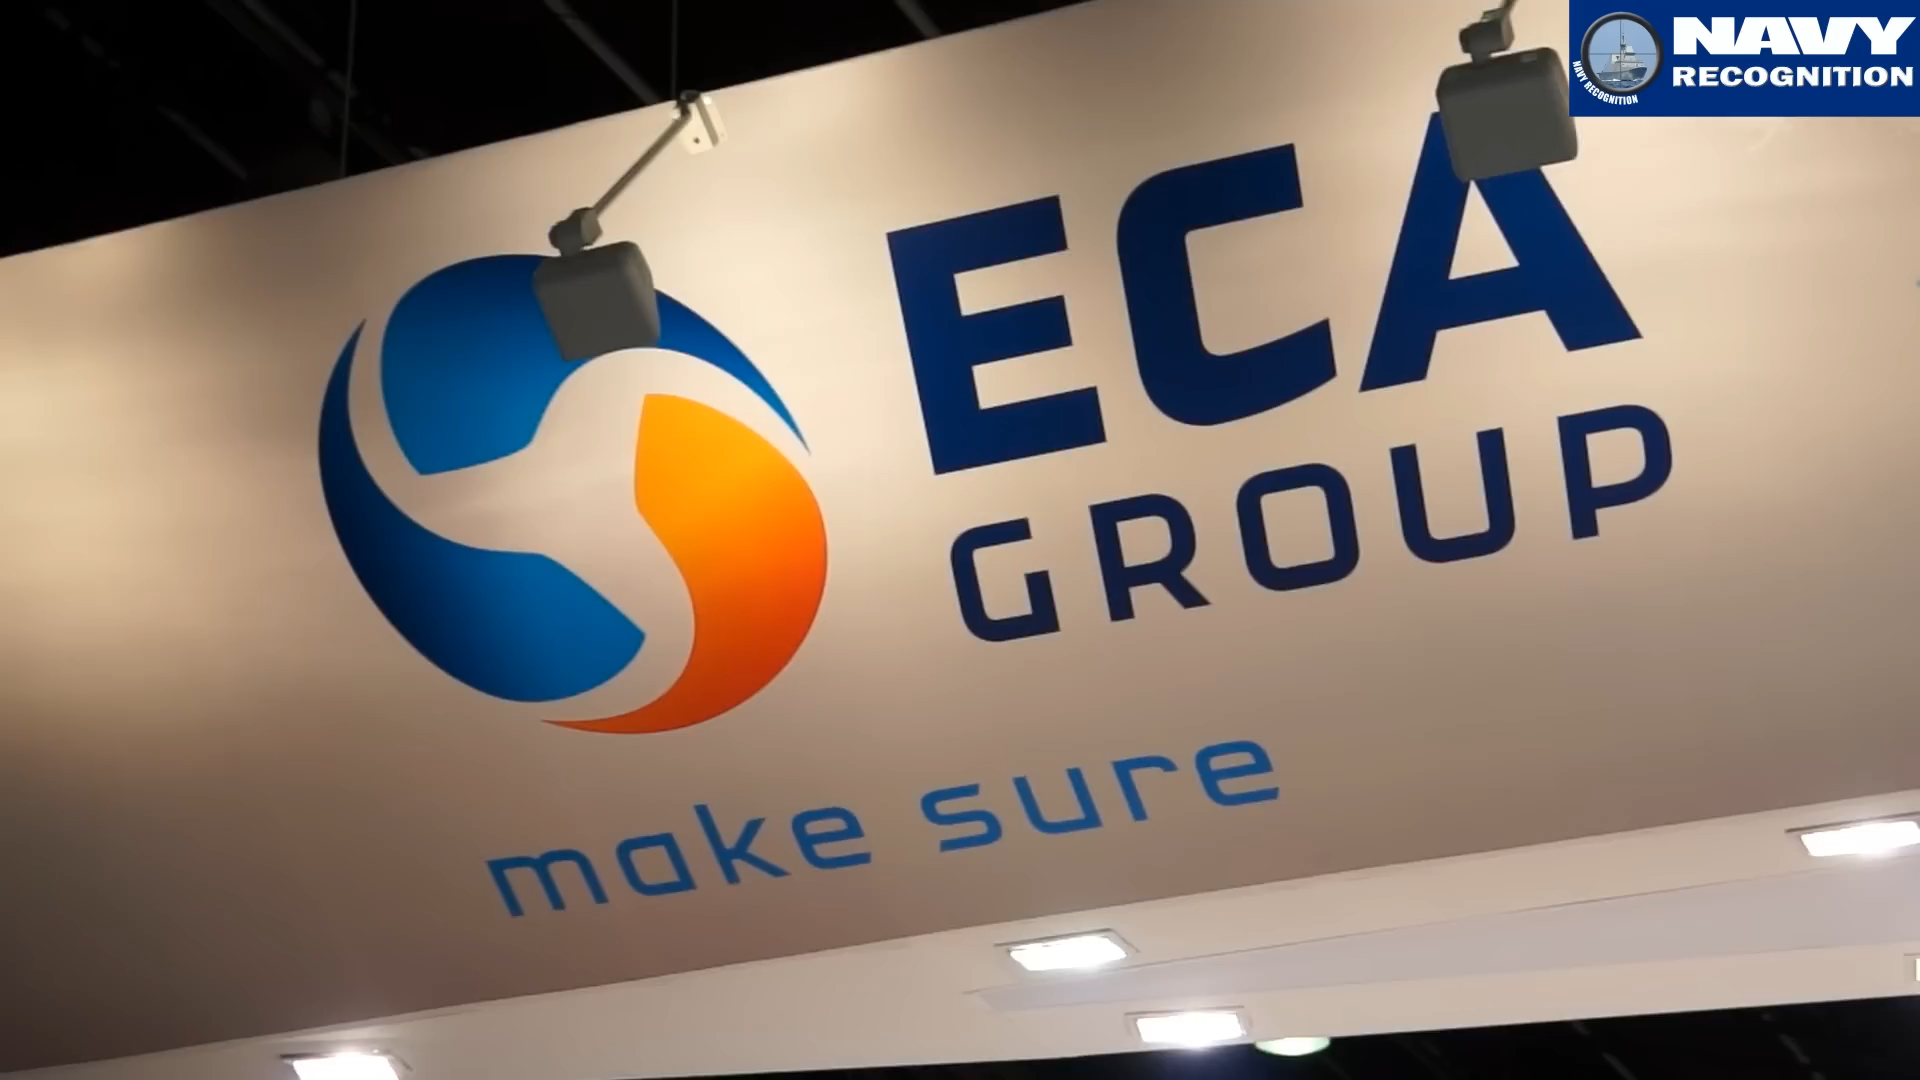 NAVY
RECOGNITION
NAVY RECOGNITION
ECA
GROUP
make sure